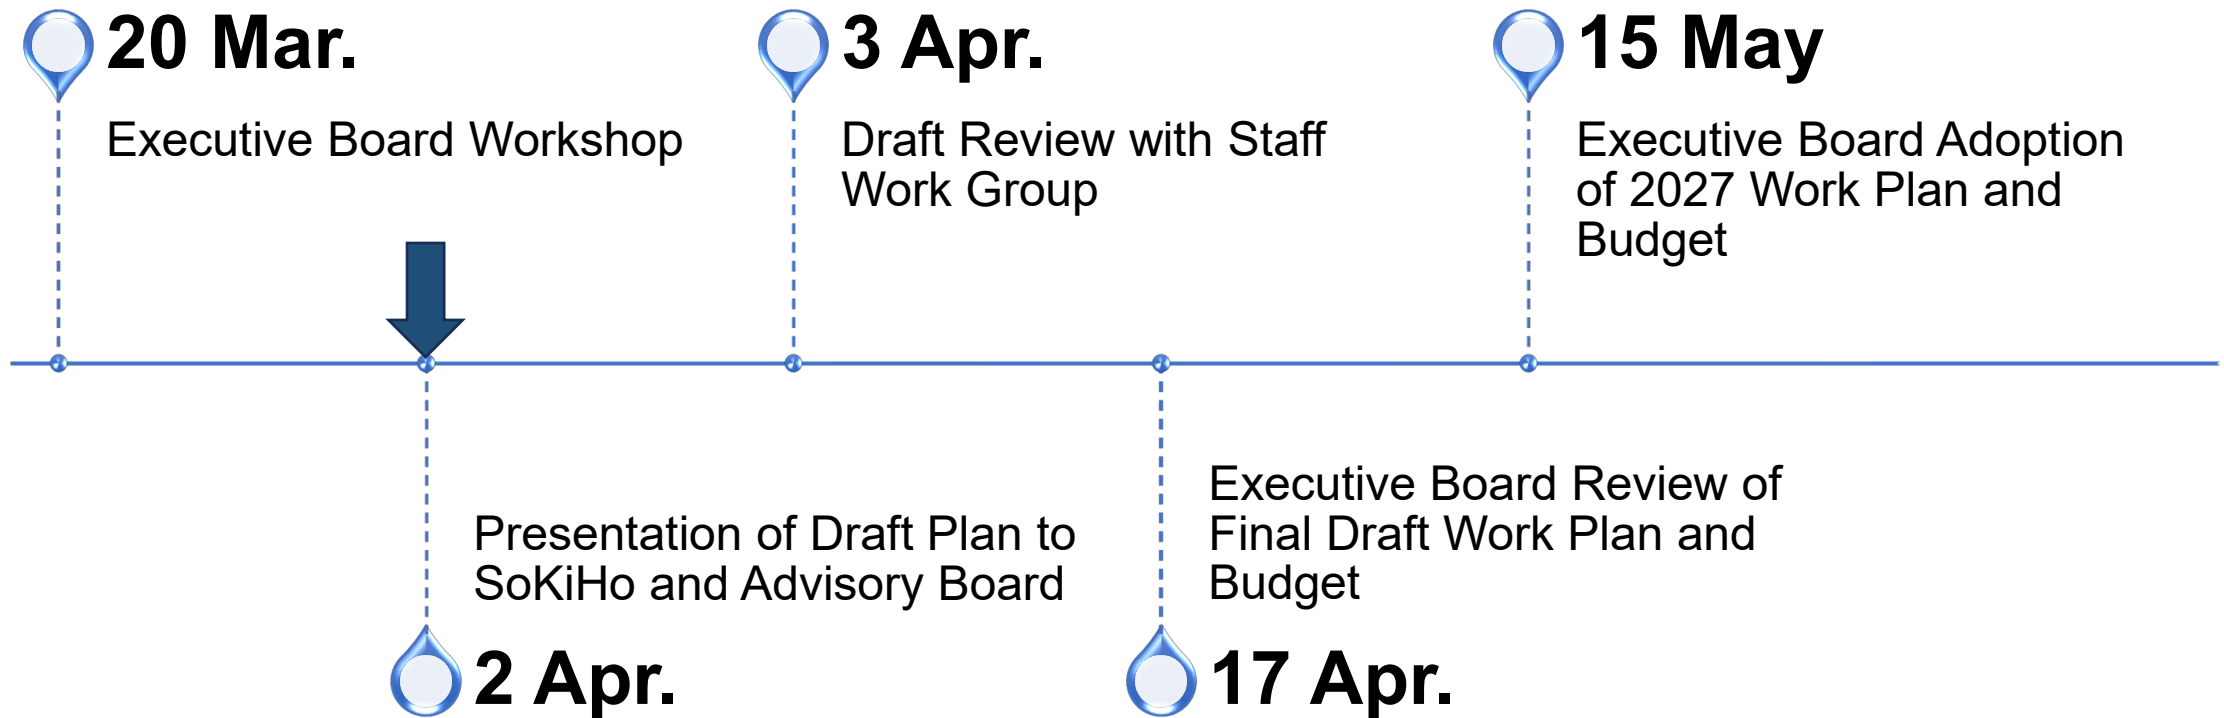 20 Mar.
Executive Board Workshop
2 Apr.
Presentation of Draft Plan to
SoKiHo and Advisory Board
3 Apr.
Draft Review with Staff
Work Group
17 Apr.
Executive Board Review of
Final Draft Work Plan and
Budget
15 May
Executive Board Adoption
of 2027 Work Plan and
Budget